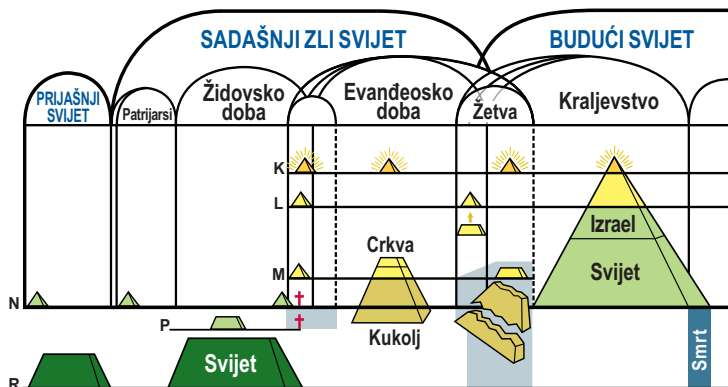 SADAŠNJI ZLI SVIJET
BUDUĆI SVIJET
PRIJAŠNJI
SVIJET
Patrijarsi
Židovsko
doba
Evanđeosko
doba
Žetva
Kraljevstvo
K
L
Izrael
Crkva
M
Svijet
N
P
Kukolj
Svijet
Smrt
R